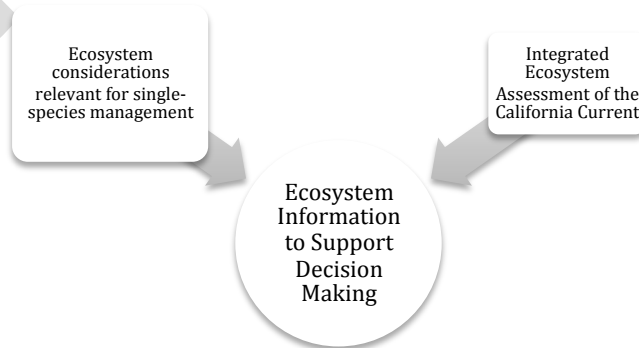 Ecosystem
considerations
relevant for single-
species management
Integrated
Ecosystem
Assessment of the
California Current
Ecosystem
Information
to Support
Decision
Making